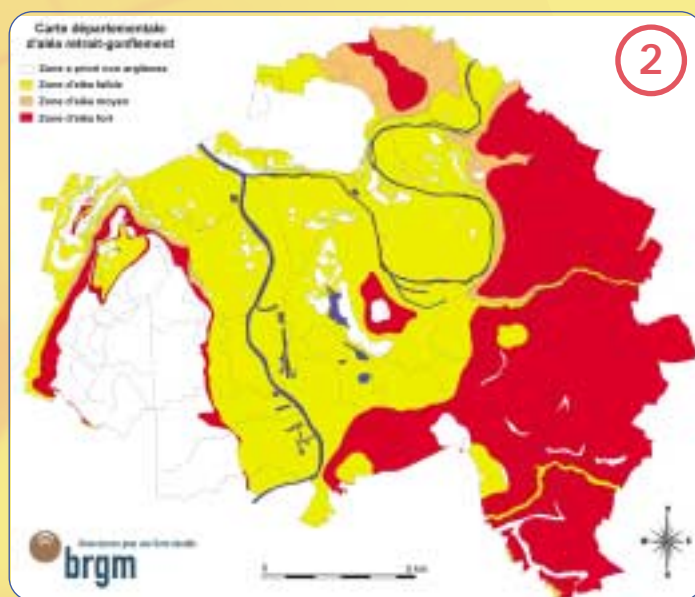 Carte départementale
d'aléa retrait-gonflement
2
Zone a priori non argileuse
Zone d'aléa faible
Zone d'aléa moyen
Zone d'aléa fort
brgm